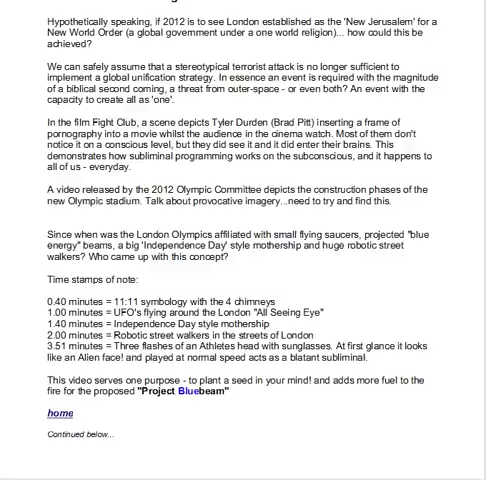 Hypothetically speaking, if 2012 is to see London established as the 'New Jerusalem' for a
New World Order (a global government under a one world religion)... how could this be
achieved?
We can safely assume that a stereotypical terrorist attack is no longer sufficient to
implement a global unification strategy. In essence an event is required with the magnitude
of a biblical second coming, a threat from outer-space - or even both? An event with the
capacity to create all as 'one'.
In the film Fight Club, a scene depicts Tyler Durden (Brad Pitt) inserting a frame of
pornography into a movie whilst the audience in the cinema watch. Most of them don't
notice it on a conscious level, but they did see it and it did enter their brains. This
demonstrates how subliminal programming works on the subconscious, and it happens to
all of us - everyday.
A video released by the 2012 Olympic Committee depicts the construction phases of the
new Olympic stadium. Talk about provocative imagery...need to try and find this.
Since when was the London Olympics affiliated with small flying saucers, projected "blue
energy" beams, a big 'Independence Day' style mothership and huge robotic street
walkers? Who came up with this concept?
Time stamps of note:
0.40 minutes = 11:11 symbology with the 4 chimneys
1.00 minutes = UFO's flying around the London "All Seeing Eye"
1.40 minutes = Independence Day style mothership
2.00 minutes = Robotic street walkers in the streets of London
3.51 minutes = Three flashes of an Athletes head with sunglasses. At first glance it looks
like an Alien face! and played at normal speed acts as a blatant subliminal.
This video serves one purpose - to plant a seed in your mind! and adds more fuel to the
fire for the proposed "Project Bluebeam"
home
Continued below...